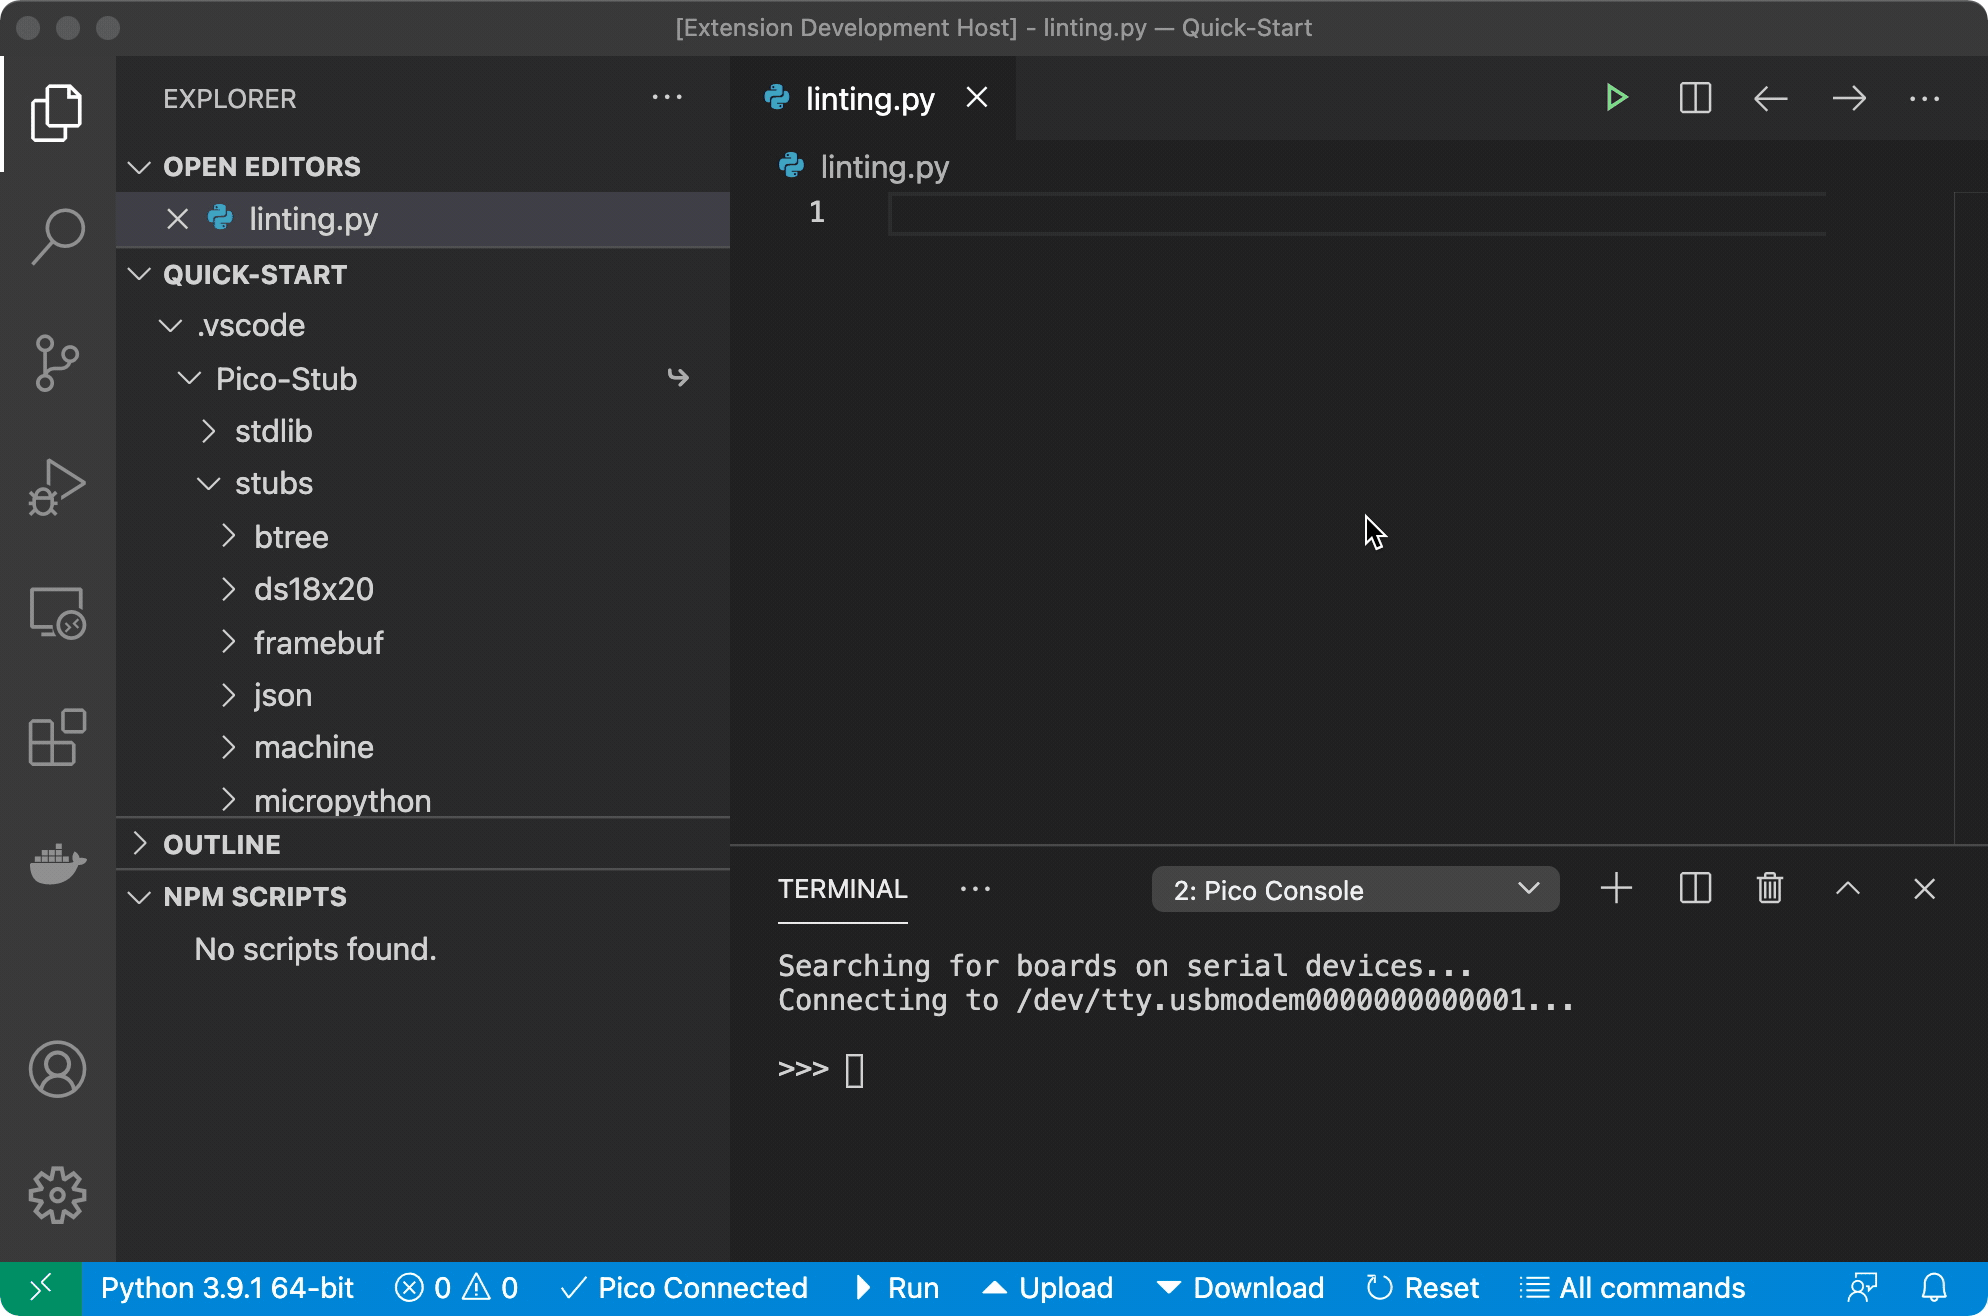 [Extension Development Host] - linting.py — Quick-Start
EXPLORER
OPEN EDITORS
linting.py
QUICK-START
.vscode
Pico-Stub
stdlib
stubs
btree
ds18x20
framebuf
json
machine
micropython
OUTLINE
NPM SCRIPTS
No scripts found.
linting.py
linting.py
1
TERMINAL
2: Pico Console
Searching for boards on serial devices...
Connecting to /dev/tty.usbmodem0000000000001...
>>>
Python 3.9.1 64-bit 0 0 Pico Connected Run Upload Download Reset All commands